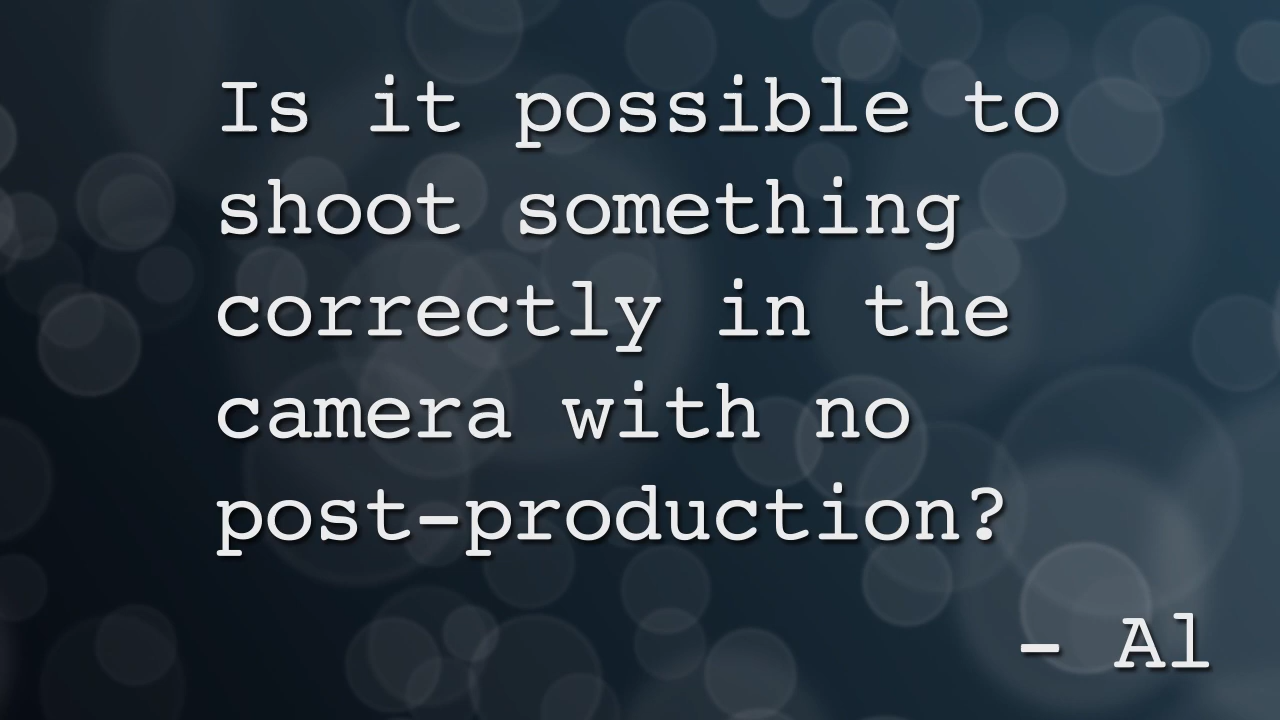 Is it possible to
shoot something
correctly in the
camera with no
post-production?
- Al